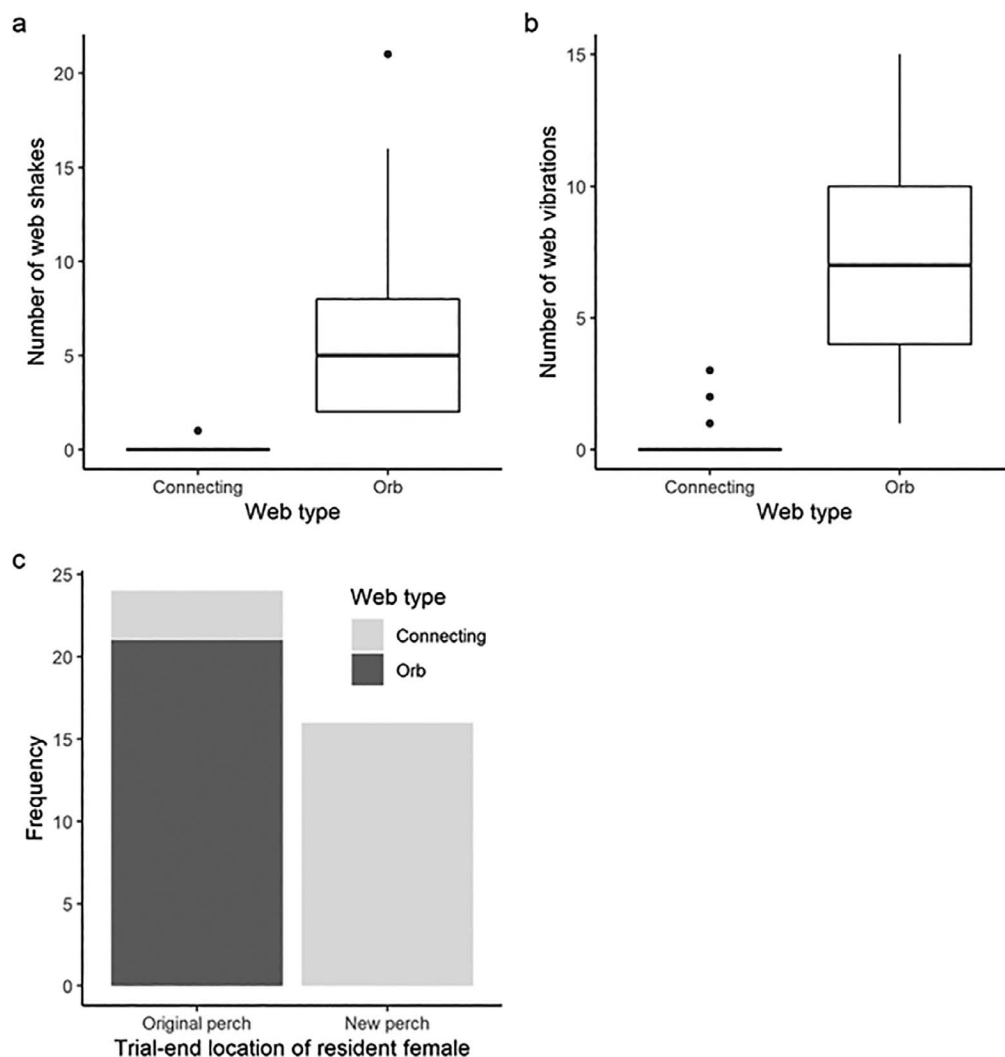 a
Number of web shakes
20
15
10
5
0
Connecting
Orb
Web type
b
Number of web vibrations
15
10
5
0
Connecting
Orb
Web type
c
Frequency
25
20
15
10
5
0
Web type
Connecting
Orb
Original perch
New perch
Trial-end location of resident female